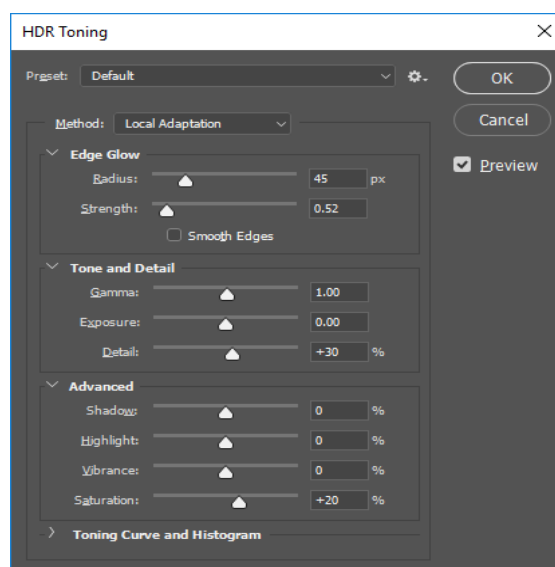 HDR Toning
Preset: Default
OK
Method: Local Adaptation
Cancel
Edge Glow
Preview
Radius: 45 px
Strength: 0.52
Smooth Edges
Tone and Detail
Gamma: 1.00
Exposure: 0.00
Detail: +30 %
Advanced
Shadow: 0 %
Highlight: 0 %
Vibrance: 0 %
Saturation: +20 %
Toning Curve and Histogram